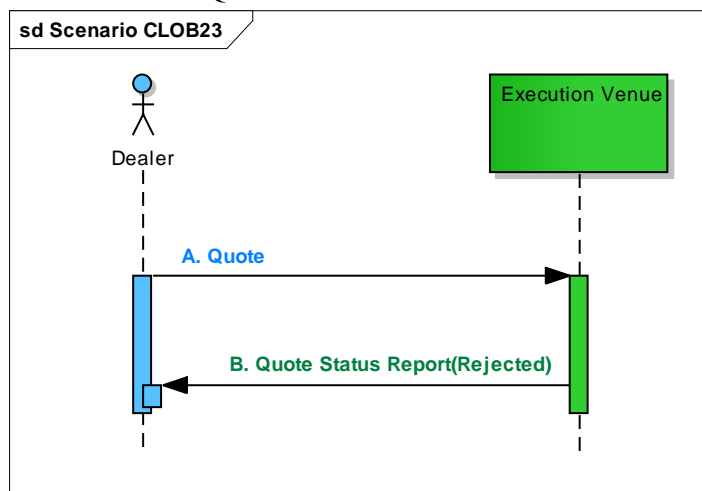 sd Scenario CLOB23
Execution Venue
Dealer
A. Quote
B. Quote Status Report(Rejected)